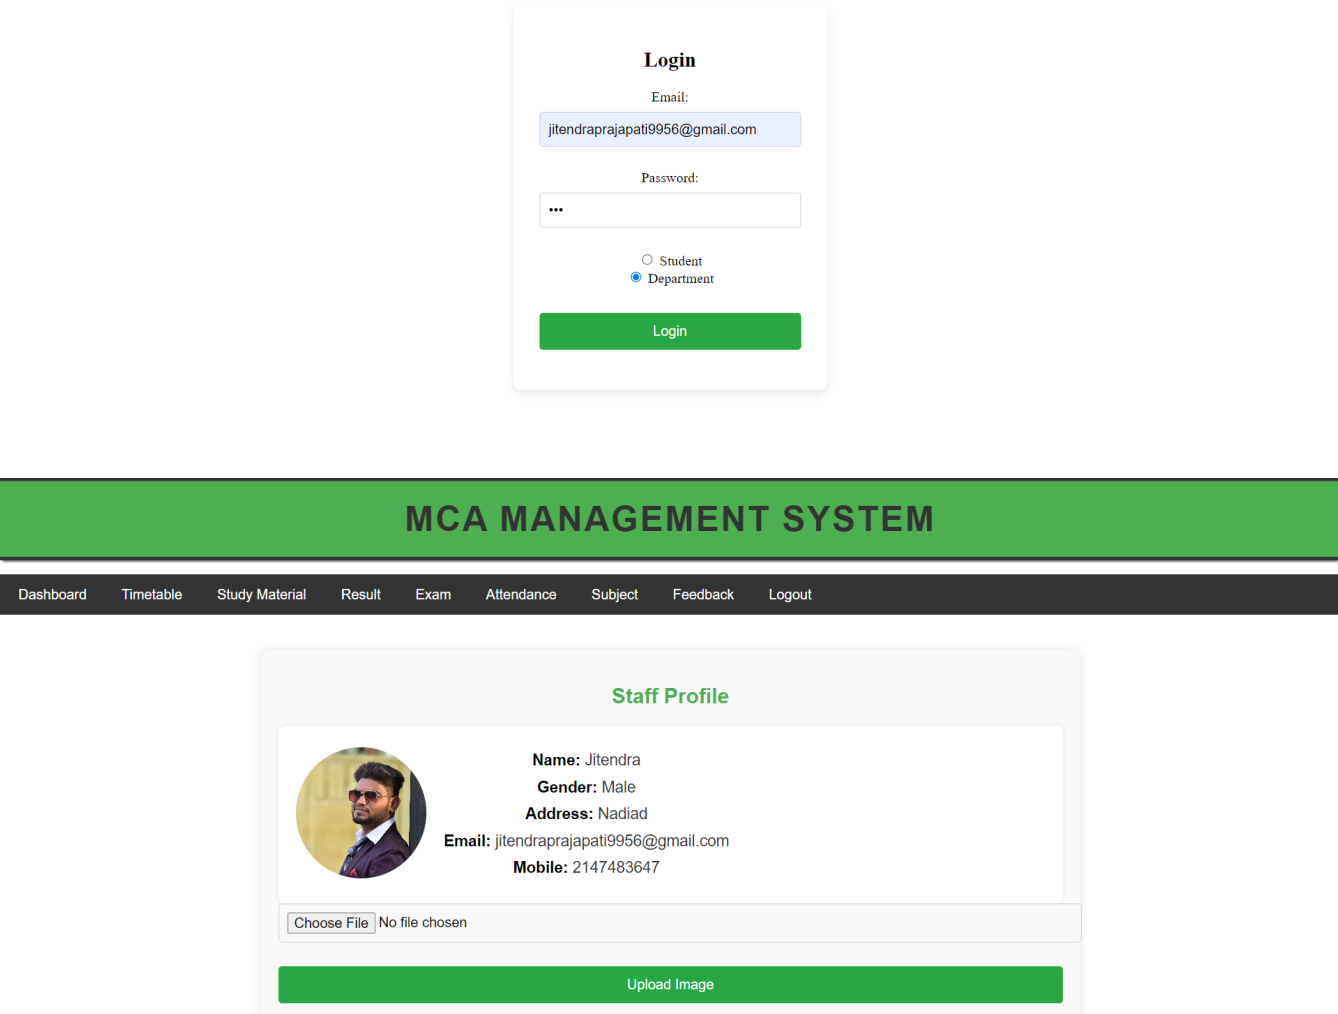 Login
Email:
jitendraprajapati9956@gmail.com
Password:
•••
Student
Department
Login
MCA MANAGEMENT SYSTEM
Dashboard Timetable Study Material Result Exam Attendance Subject Feedback Logout
Staff Profile
Name: Jitendra
Gender: Male
Address: Nadiad
Email: jitendraprajapati9956@gmail.com
Mobile: 2147483647
Choose File No file chosen
Upload Image